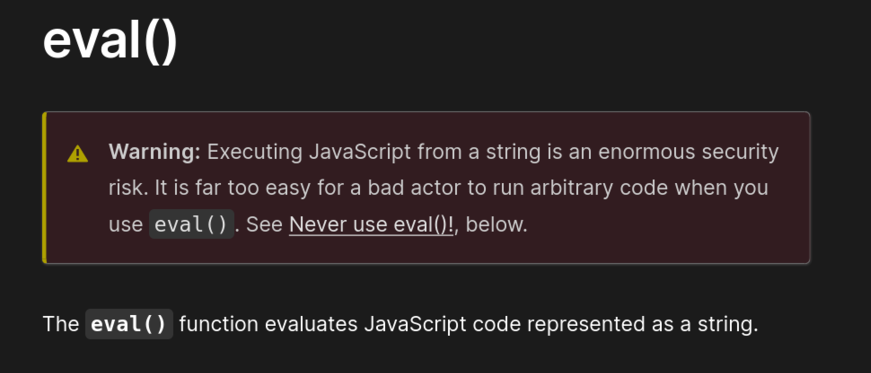 eval()
Warning: Executing JavaScript from a string is an enormous security
risk. It is far too easy for a bad actor to run arbitrary code when you
use eval(). See Never use eval()!, below.
The eval() function evaluates JavaScript code represented as a string.